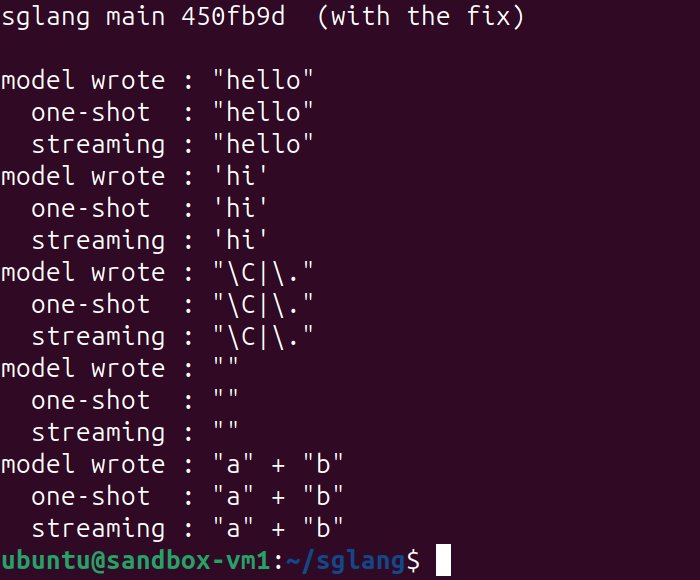 sglang main 450fb9d  (with the fix)
model wrote : "hello"
  one-shot  : "hello"
  streaming : "hello"
model wrote : 'hi'
  one-shot  : 'hi'
  streaming : 'hi'
model wrote : "\C|\."
  one-shot  : "\C|\."
  streaming : "\C|\."
model wrote : ""
  one-shot  : ""
  streaming : ""
model wrote : "a" + "b"
  one-shot  : "a" + "b"
  streaming : "a" + "b"
ubuntu@sandbox-vm1:~/sglang$